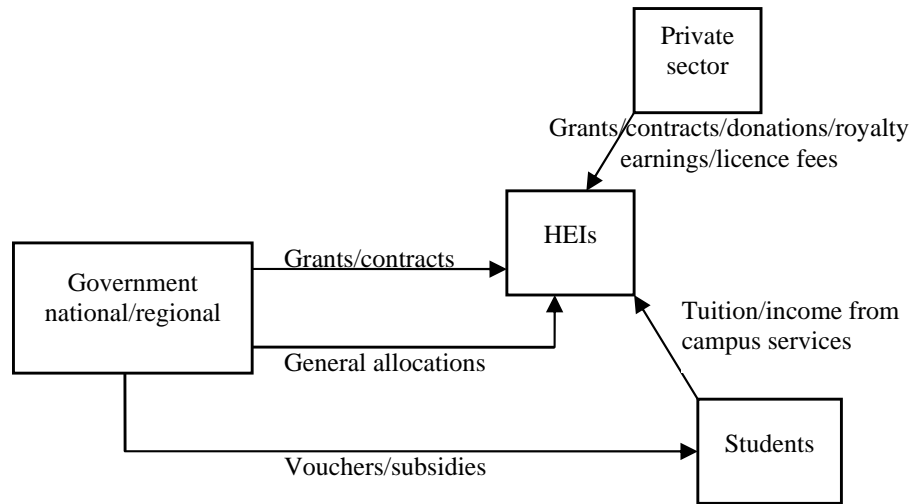 Private
sector
Grants/contracts/donations/royalty
earnings/licence fees
HEIs
Grants/contracts
Government
national/regional
Tuition/income from
campus services
General allocations
Students
Vouchers/subsidies